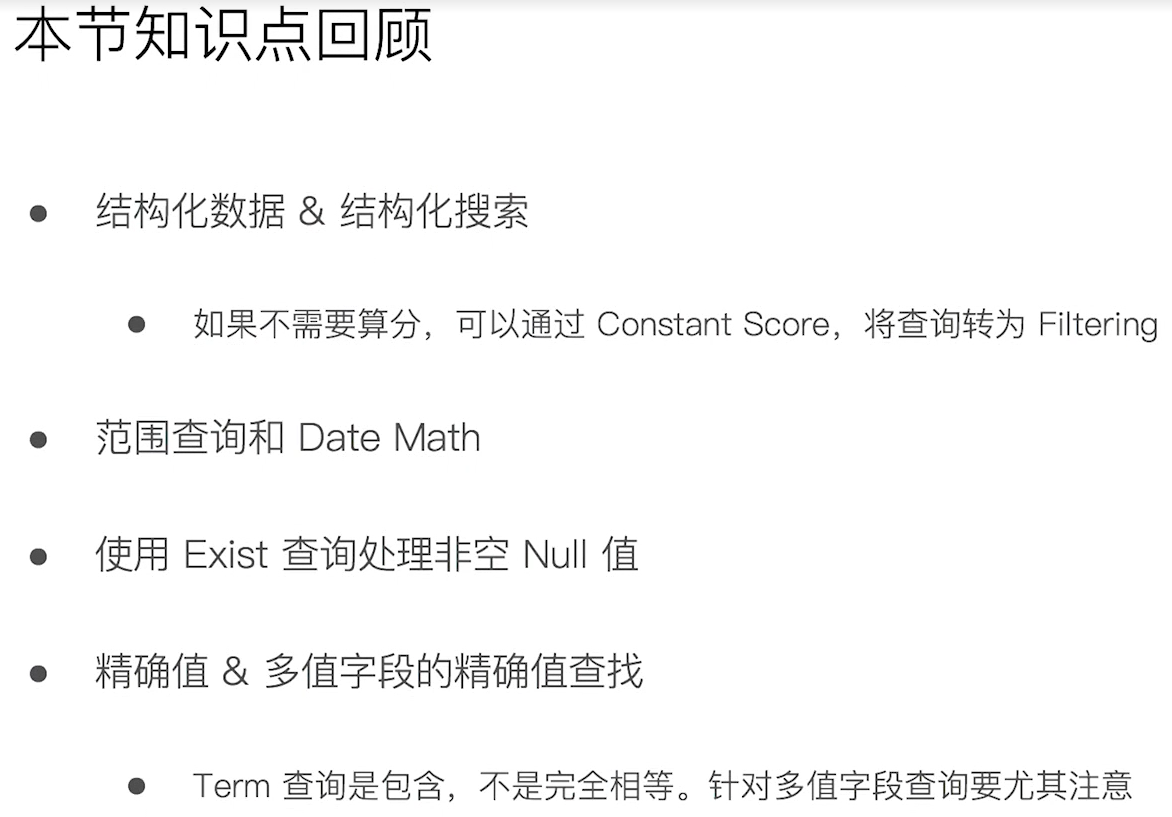 本节知识点回顾
结构化数据 & 结构化搜索
如果不需要算分，可以通过 Constant Score，将查询转为 Filtering
范围查询和 Date Math
使用 Exist 查询处理非空 Null 值
精确值 & 多值字段的精确值查找
Term 查询是包含，不是完全相等。针对多值字段查询要尤其注意